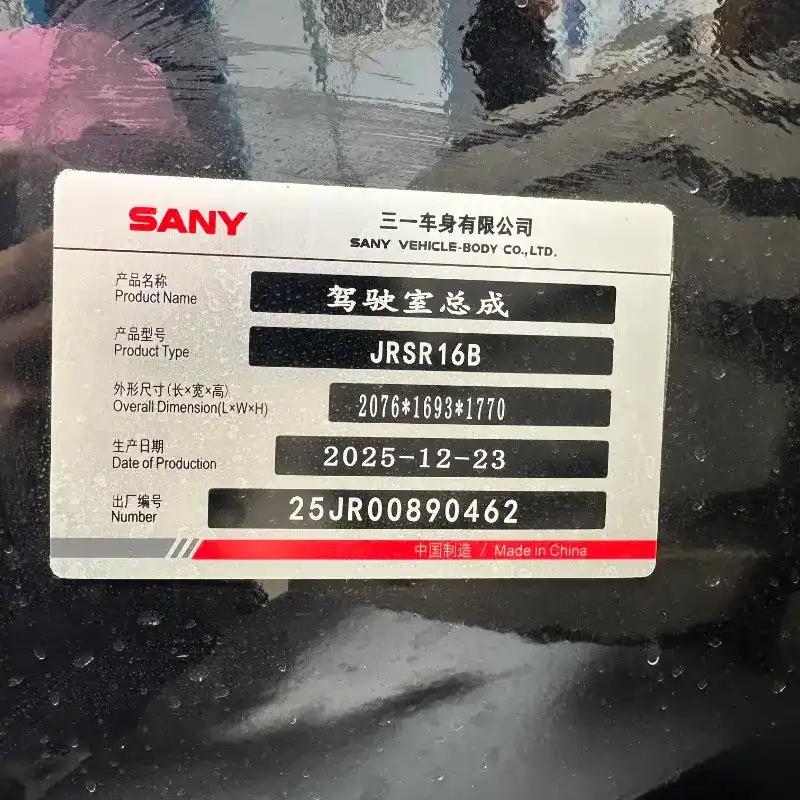 SANY
三一车身有限公司
SANY VEHICLE-BODY CO.,LTD.
产品名称
Product Name
驾驶室总成
产品型号
Product Type
JRSR16B
外形尺寸(长×宽×高)
Overall Dimension(L×W×H)
2076*1693*1770
生产日期
Date of Production
2025-12-23
出厂编号
Number
25JR00890462
中国制造 / Made in China